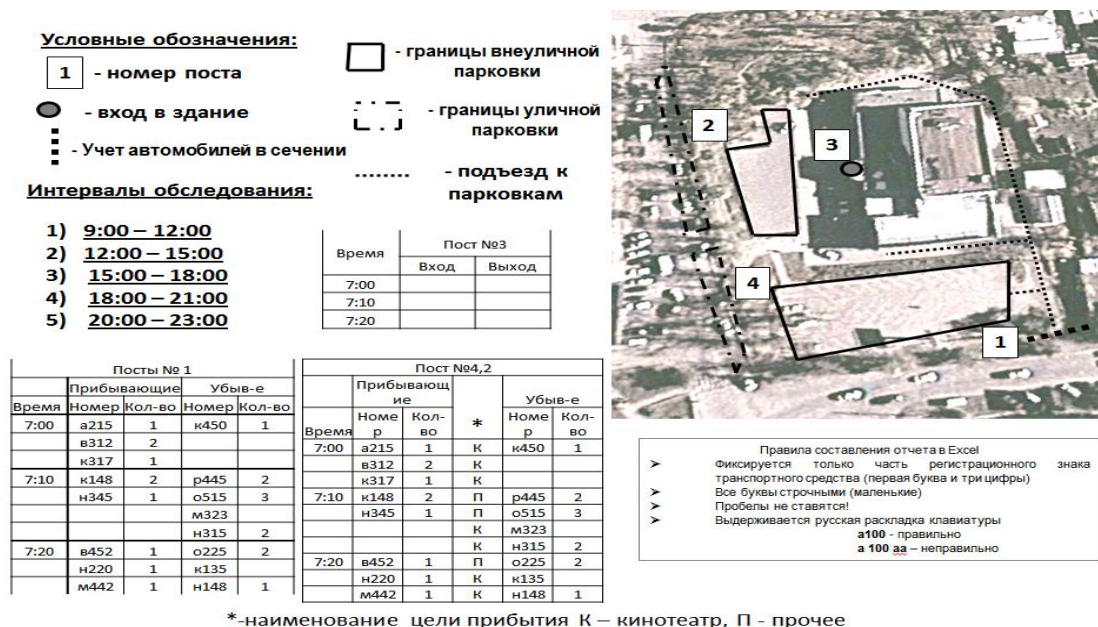 Условные обозначения:
1 - номер поста
- вход в здание
- Учет автомобилей в сечении
- границы внеуличной
парковки
- границы уличной
парковки
- подъезд к
парковкам
Интервалы обследования:
1) 9:00 – 12:00
2) 12:00 – 15:00
3) 15:00 – 18:00
4) 18:00 – 21:00
5) 20:00 – 23:00
Время Пост №3
Вход Выход
7:00
7:10
7:20
2
3
4
1
Посты № 1
Прибывающие Убыв-е
Время Номер Кол-во Номер Кол-во
7:00 а215 1 к450 1
в312 2
к317 1
7:10 к148 2 р445 2
н345 1 о515 3
м323
н315 2
7:20 в452 1 о225 2
н220 1 к135
м442 1 н148 1
Пост №4,2
Прибывающ
ие * Убыв-е
Время Номе
р Кол-
во Номе
р Кол-
во
7:00 а215 1 К к450 1
в312 2 К
к317 1 К
7:10 к148 2 П р445 2
н345 1 П о515 3
К м323
К н315 2
7:20 в452 1 П о225 2
н220 1 К к135
м442 1 К н148 1
Правила составления отчета в Excel
➤ Фиксируется только часть регистрационного знака
транспортного средства (первая буква и три цифры)
➤ Все буквы строчными (маленькие)
➤ Пробелы не ставятся!
➤ Выдерживается русская раскладка клавиатуры
а100 - правильно
а 100 аа – неправильно
*-наименование цели прибытия К – кинотеатр, П - прочее